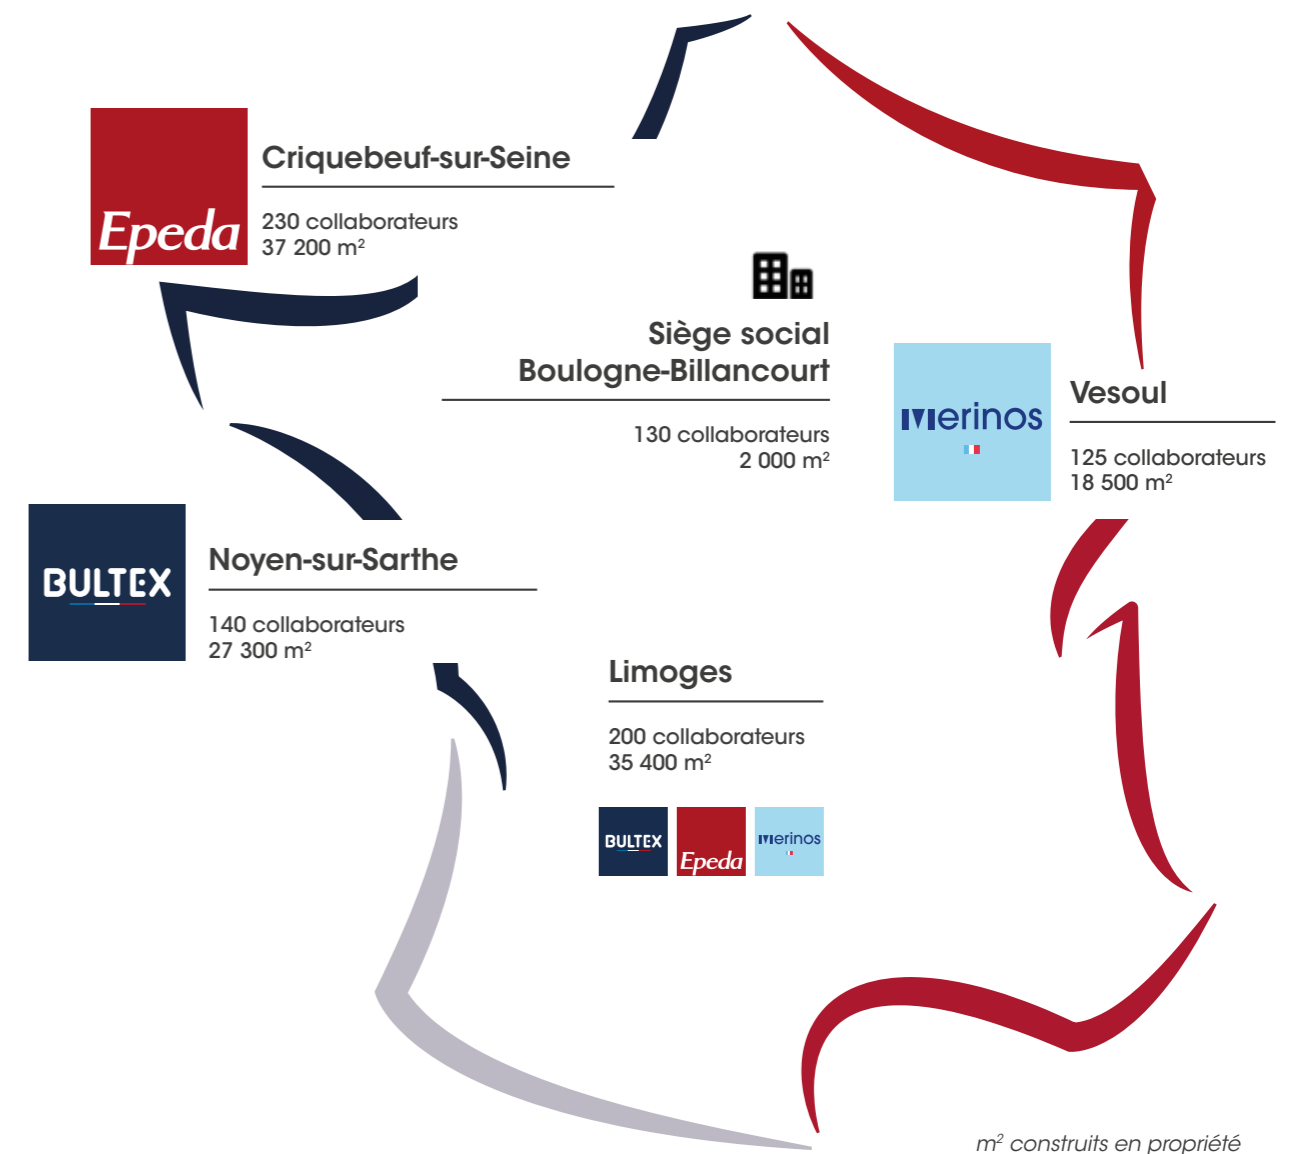 Epeda
Criquebeuf-sur-Seine
230 collaborateurs
37 200 m²
Siège social
Boulogne-Billancourt
130 collaborateurs
2 000 m²
Merinos
Vesoul
125 collaborateurs
18 500 m²
BULTEX
Noyen-sur-Sarthe
140 collaborateurs
27 300 m²
Limoges
200 collaborateurs
35 400 m²
BULTEX
Epeda
Merinos
m² construits en propriété